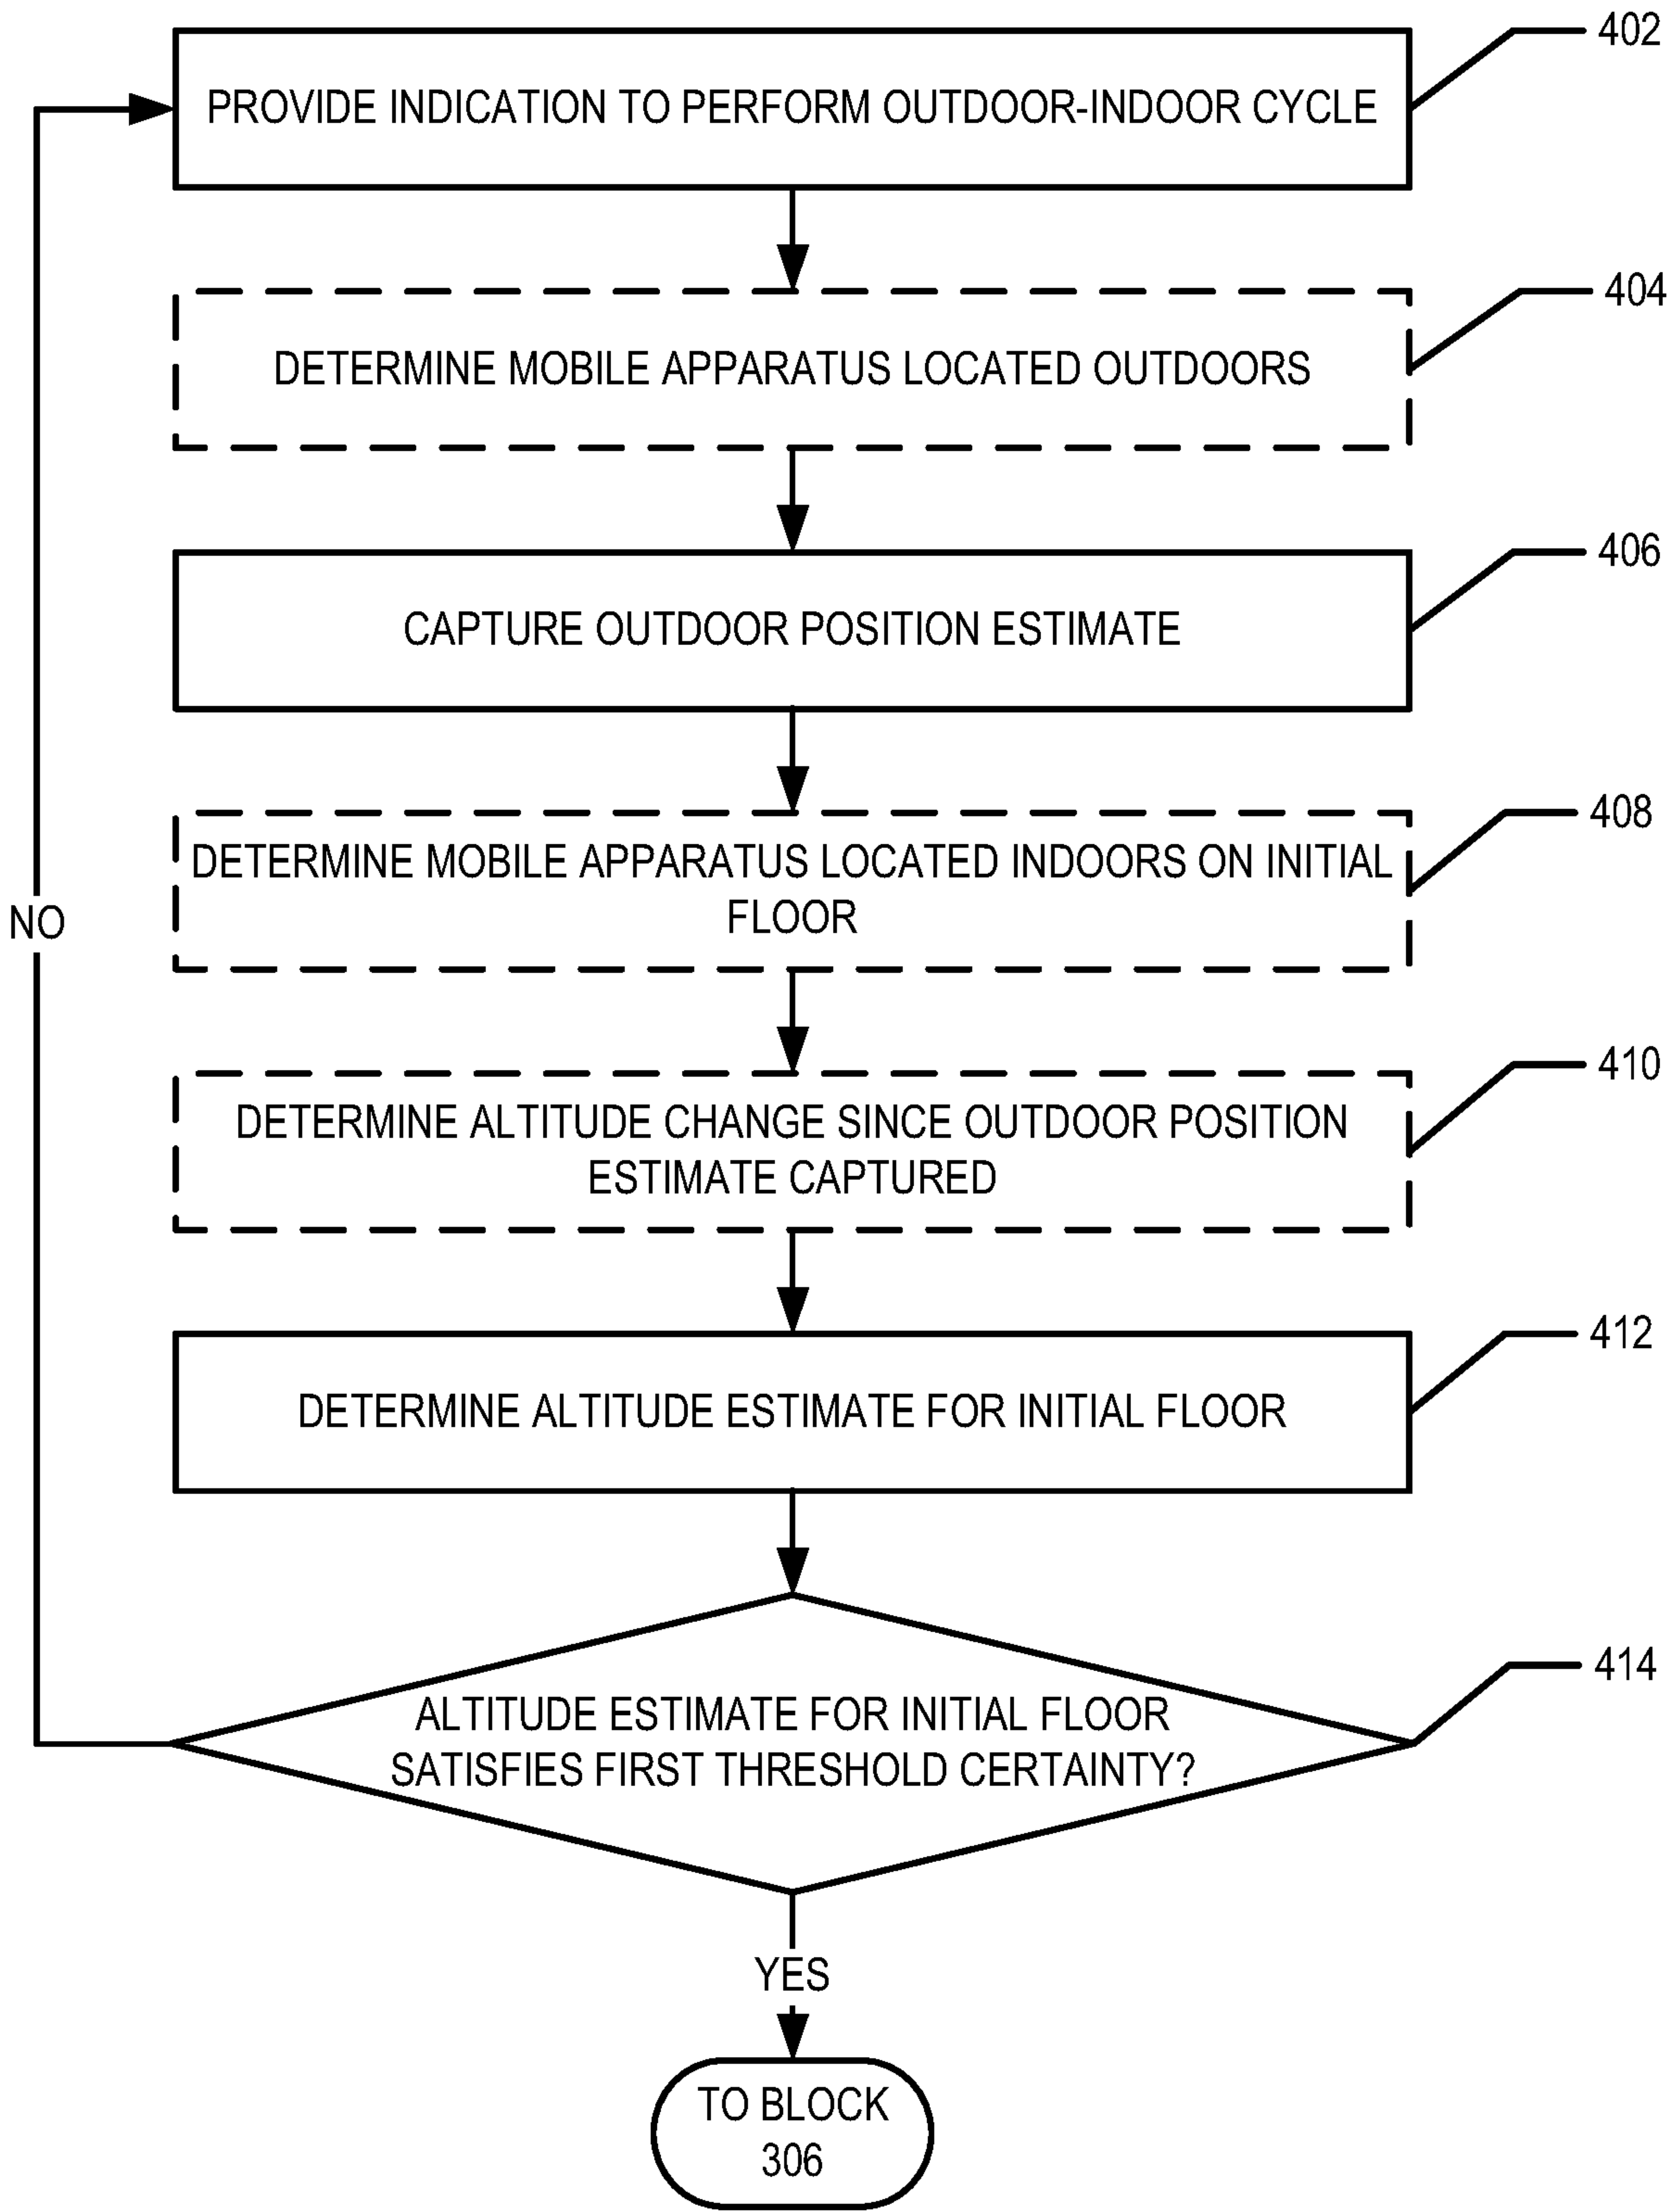 402
PROVIDE INDICATION TO PERFORM OUTDOOR-INDOOR CYCLE
404
DETERMINE MOBILE APPARATUS LOCATED OUTDOORS
406
CAPTURE OUTDOOR POSITION ESTIMATE
408
DETERMINE MOBILE APPARATUS LOCATED INDOORS ON INITIAL
FLOOR
NO
410
DETERMINE ALTITUDE CHANGE SINCE OUTDOOR POSITION
ESTIMATE CAPTURED
412
DETERMINE ALTITUDE ESTIMATE FOR INITIAL FLOOR
414
ALTITUDE ESTIMATE FOR INITIAL FLOOR
SATISFIES FIRST THRESHOLD CERTAINTY?
YES
TO BLOCK
306